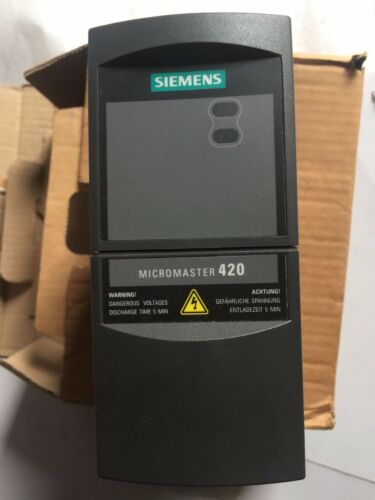 SIEMENS
MICROMASTER 420
WARNING!
DANGEROUS VOLTAGES
DISCHARGE TIME 5 MIN
ACHTUNG!
GEFÄHRLICHE SPANNUNG
ENTLADEZEIT 5 MIN